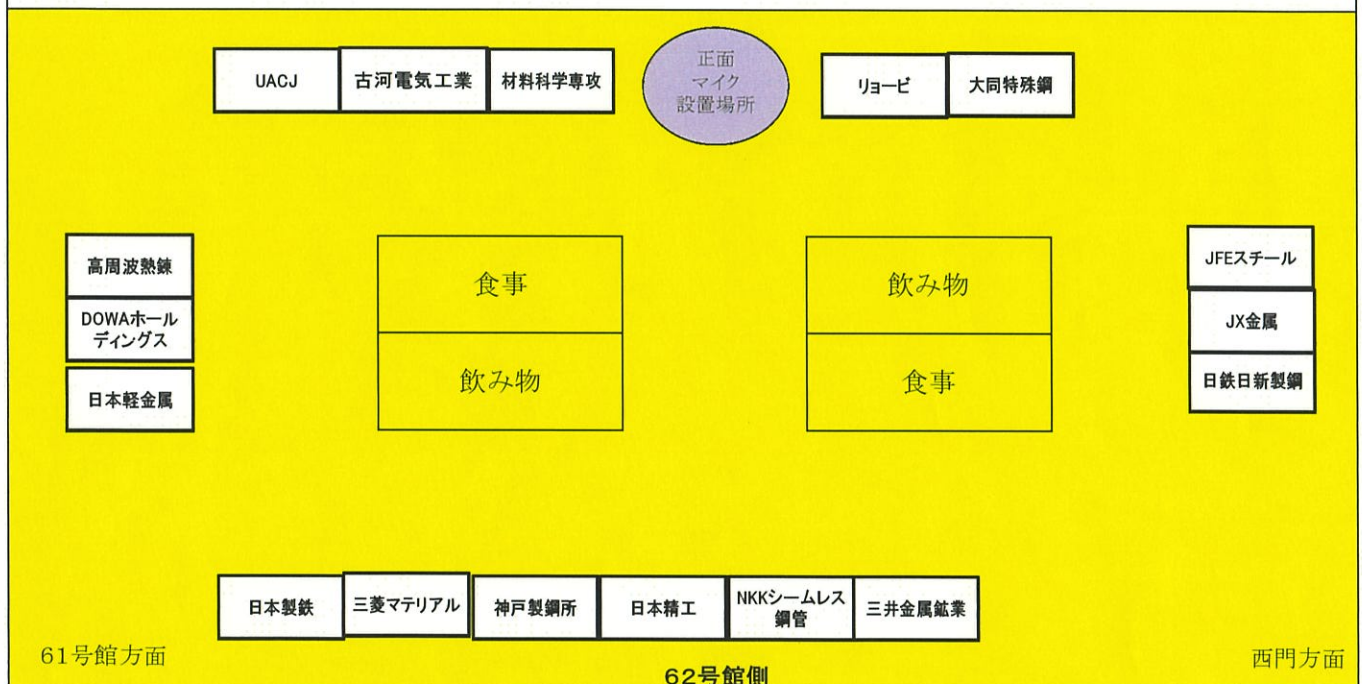 UACJ
古河電気工業
材料科学専攻
正面
マイク
設置場所
リョービ
大同特殊鋼
高周波熱錬
DOWAホール
ディングス
日本軽金属
食事
飲み物
飲み物
食事
JFEスチール
JX金属
日鉄日新製鋼
日本製鉄
三菱マテリアル
神戸製鋼所
日本精工
NKKシームレス
鋼管
三井金属鉱業
61号館方面
62号館側
西門方面